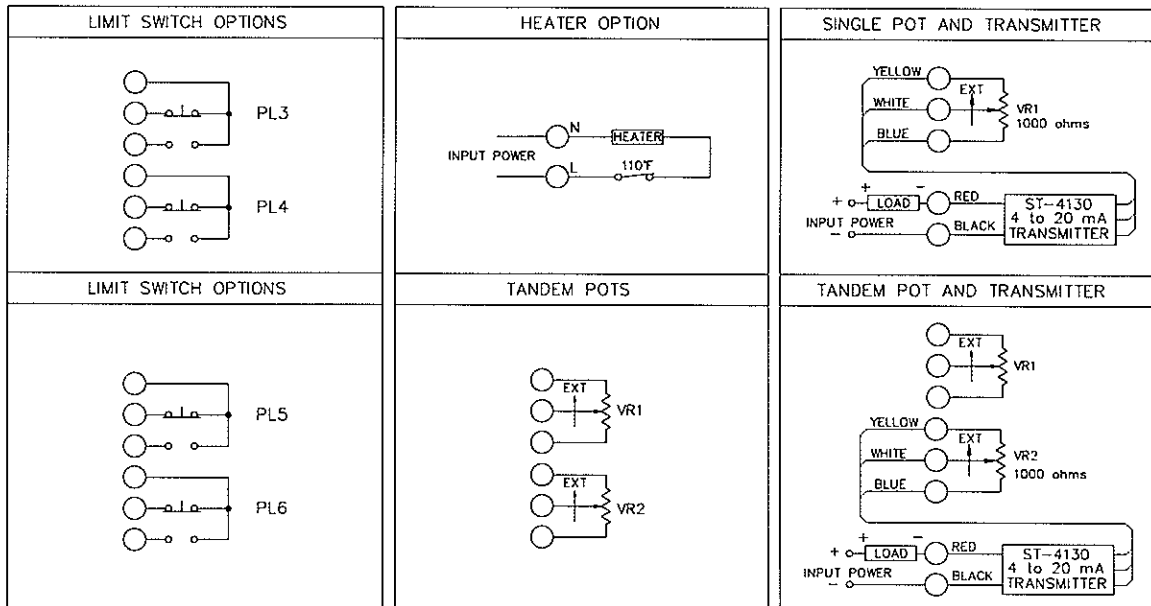 LIMIT SWITCH OPTIONS
PL3
PL4
HEATER OPTION
N
HEATER
INPUT POWER
110°F
L
SINGLE POT AND TRANSMITTER
YELLOW
EXT
WHITE
VR1
1000 ohms
BLUE
+ -
+ LOAD RED
INPUT POWER
- BLACK
ST-4130
4 to 20 mA
TRANSMITTER
LIMIT SWITCH OPTIONS
PL5
PL6
TANDEM POTS
EXT
VR1
EXT
VR2
TANDEM POT AND TRANSMITTER
EXT
VR1
YELLOW
EXT
WHITE
VR2
1000 ohms
BLUE
+ -
+ LOAD RED
INPUT POWER
- BLACK
ST-4130
4 to 20 mA
TRANSMITTER